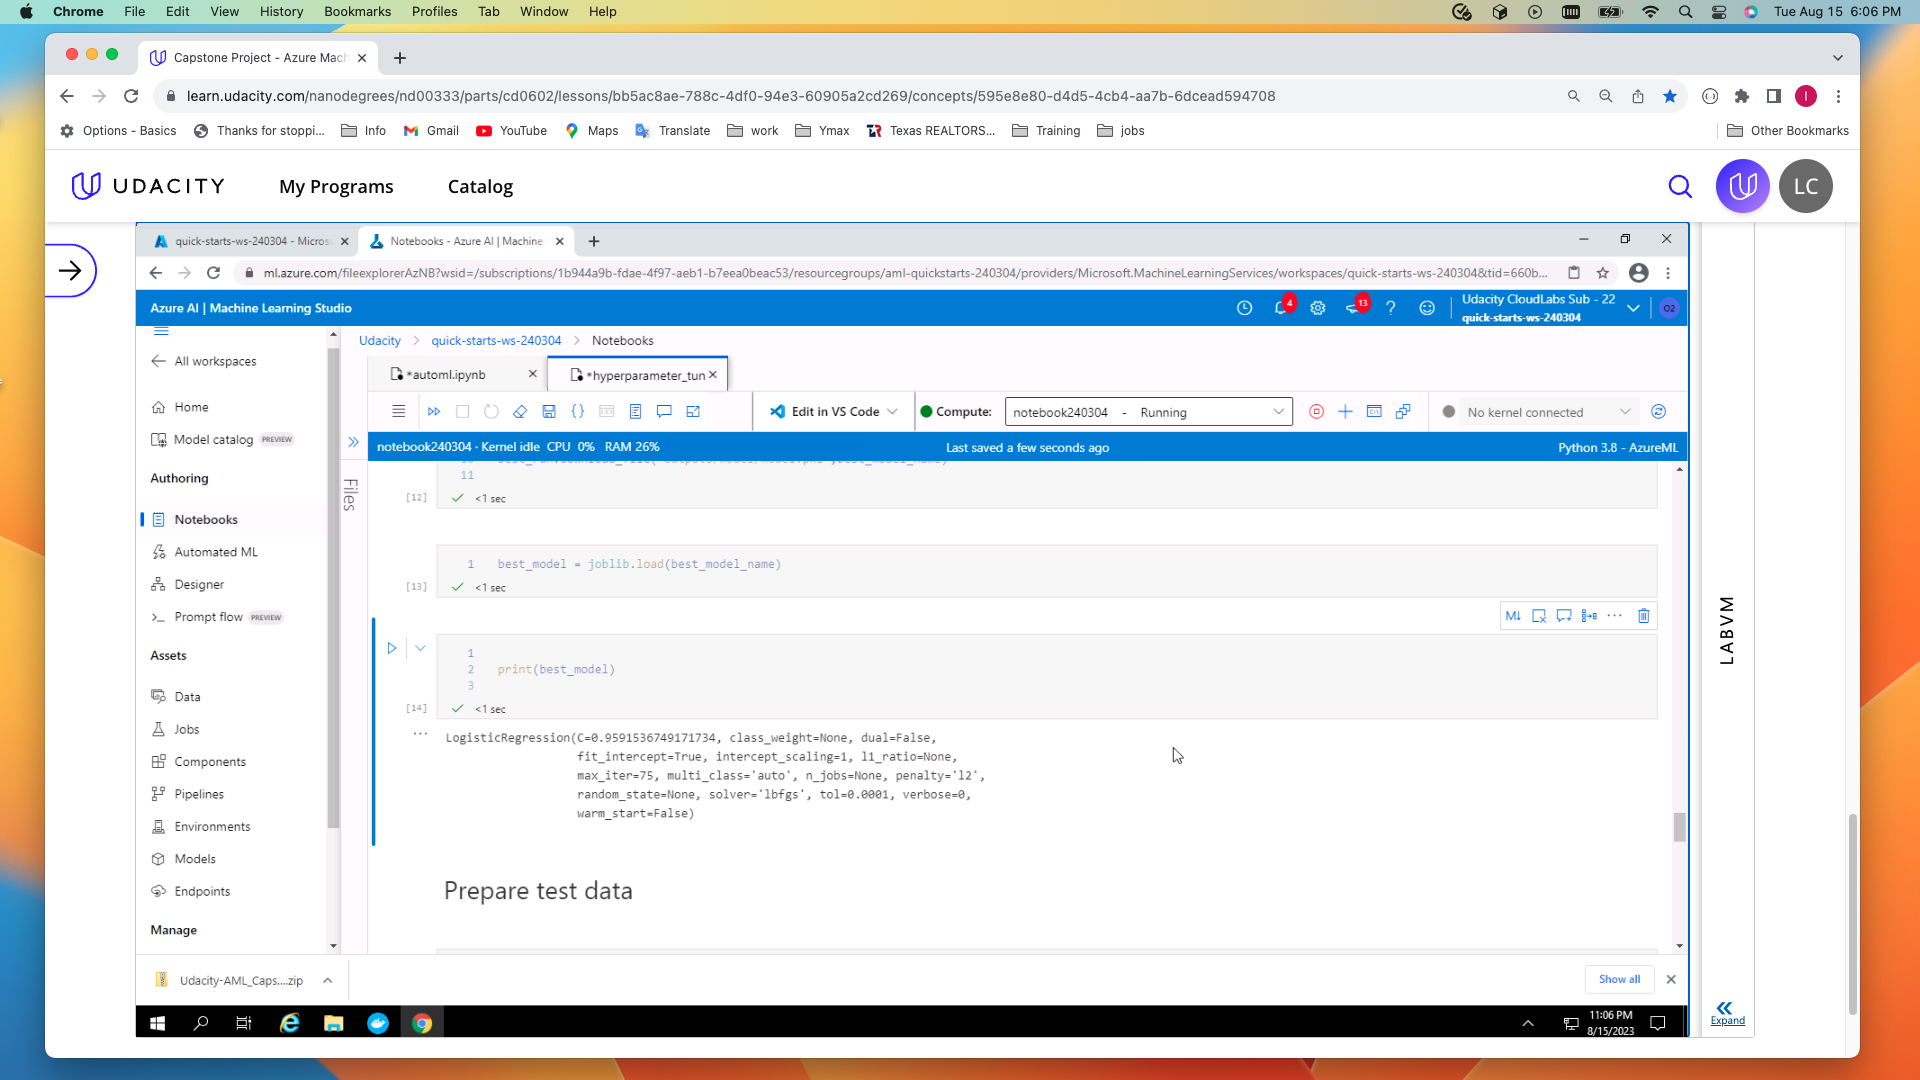 Chrome File Edit View History Bookmarks Profiles Tab Window Help Tue Aug 15 6:06 PM
Capstone Project - Azure Mach
learn.udacity.com/nanodegrees/nd00333/parts/cd0602/lessons/bb5ac8ae-788c-4df0-94e3-60905a2cd269/concepts/595e8e80-d4d5-4cb4-aa7b-6dcead594708
Options - Basics Thanks for stoppi... Info Gmail YouTube Maps Translate work Ymax Texas REALTORS... Training jobs Other Bookmarks
UDACITY My Programs Catalog LC
quick-starts-ws-240304 - Micros Notebooks - Azure AI | Machine
ml.azure.com/fileexplorerAzNB?wsid=/subscriptions/1b944a9b-fdae-4f97-aeb1-b7eea0beac53/resourcegroups/aml-quickstarts-240304/providers/Microsoft.MachineLearningServices/workspaces/quick-starts-ws-240304&tid=660b...
Azure AI | Machine Learning Studio 4 13 ? Udacity CloudLabs Sub - 22
quick-starts-ws-240304 O2
Udacity > quick-starts-ws-240304 > Notebooks
*automl.ipynb *hyperparameter_tun
Edit in VS Code Compute: notebook240304 - Running No kernel connected
notebook240304 · Kernel idle CPU 0% RAM 26% Last saved a few seconds ago Python 3.8 - AzureML
All workspaces
Home
Model catalog PREVIEW
Authoring
Notebooks
Automated ML
Designer
Prompt flow PREVIEW
Assets
Data
Jobs
Components
Pipelines
Environments
Models
Endpoints
Manage
Files
11
[12] <1 sec
1 best_model = joblib.load(best_model_name)
[13] <1 sec
M↓ ...
1
2 print(best_model)
3
[14] <1 sec
... LogisticRegression(C=0.9591536749171734, class_weight=None, dual=False,
fit_intercept=True, intercept_scaling=1, l1_ratio=None,
max_iter=75, multi_class='auto', n_jobs=None, penalty='l2',
random_state=None, solver='lbfgs', tol=0.0001, verbose=0,
warm_start=False)
Prepare test data
LABVM
Expand
Udacity-AML_Caps....zip Show all
11:06 PM
8/15/2023